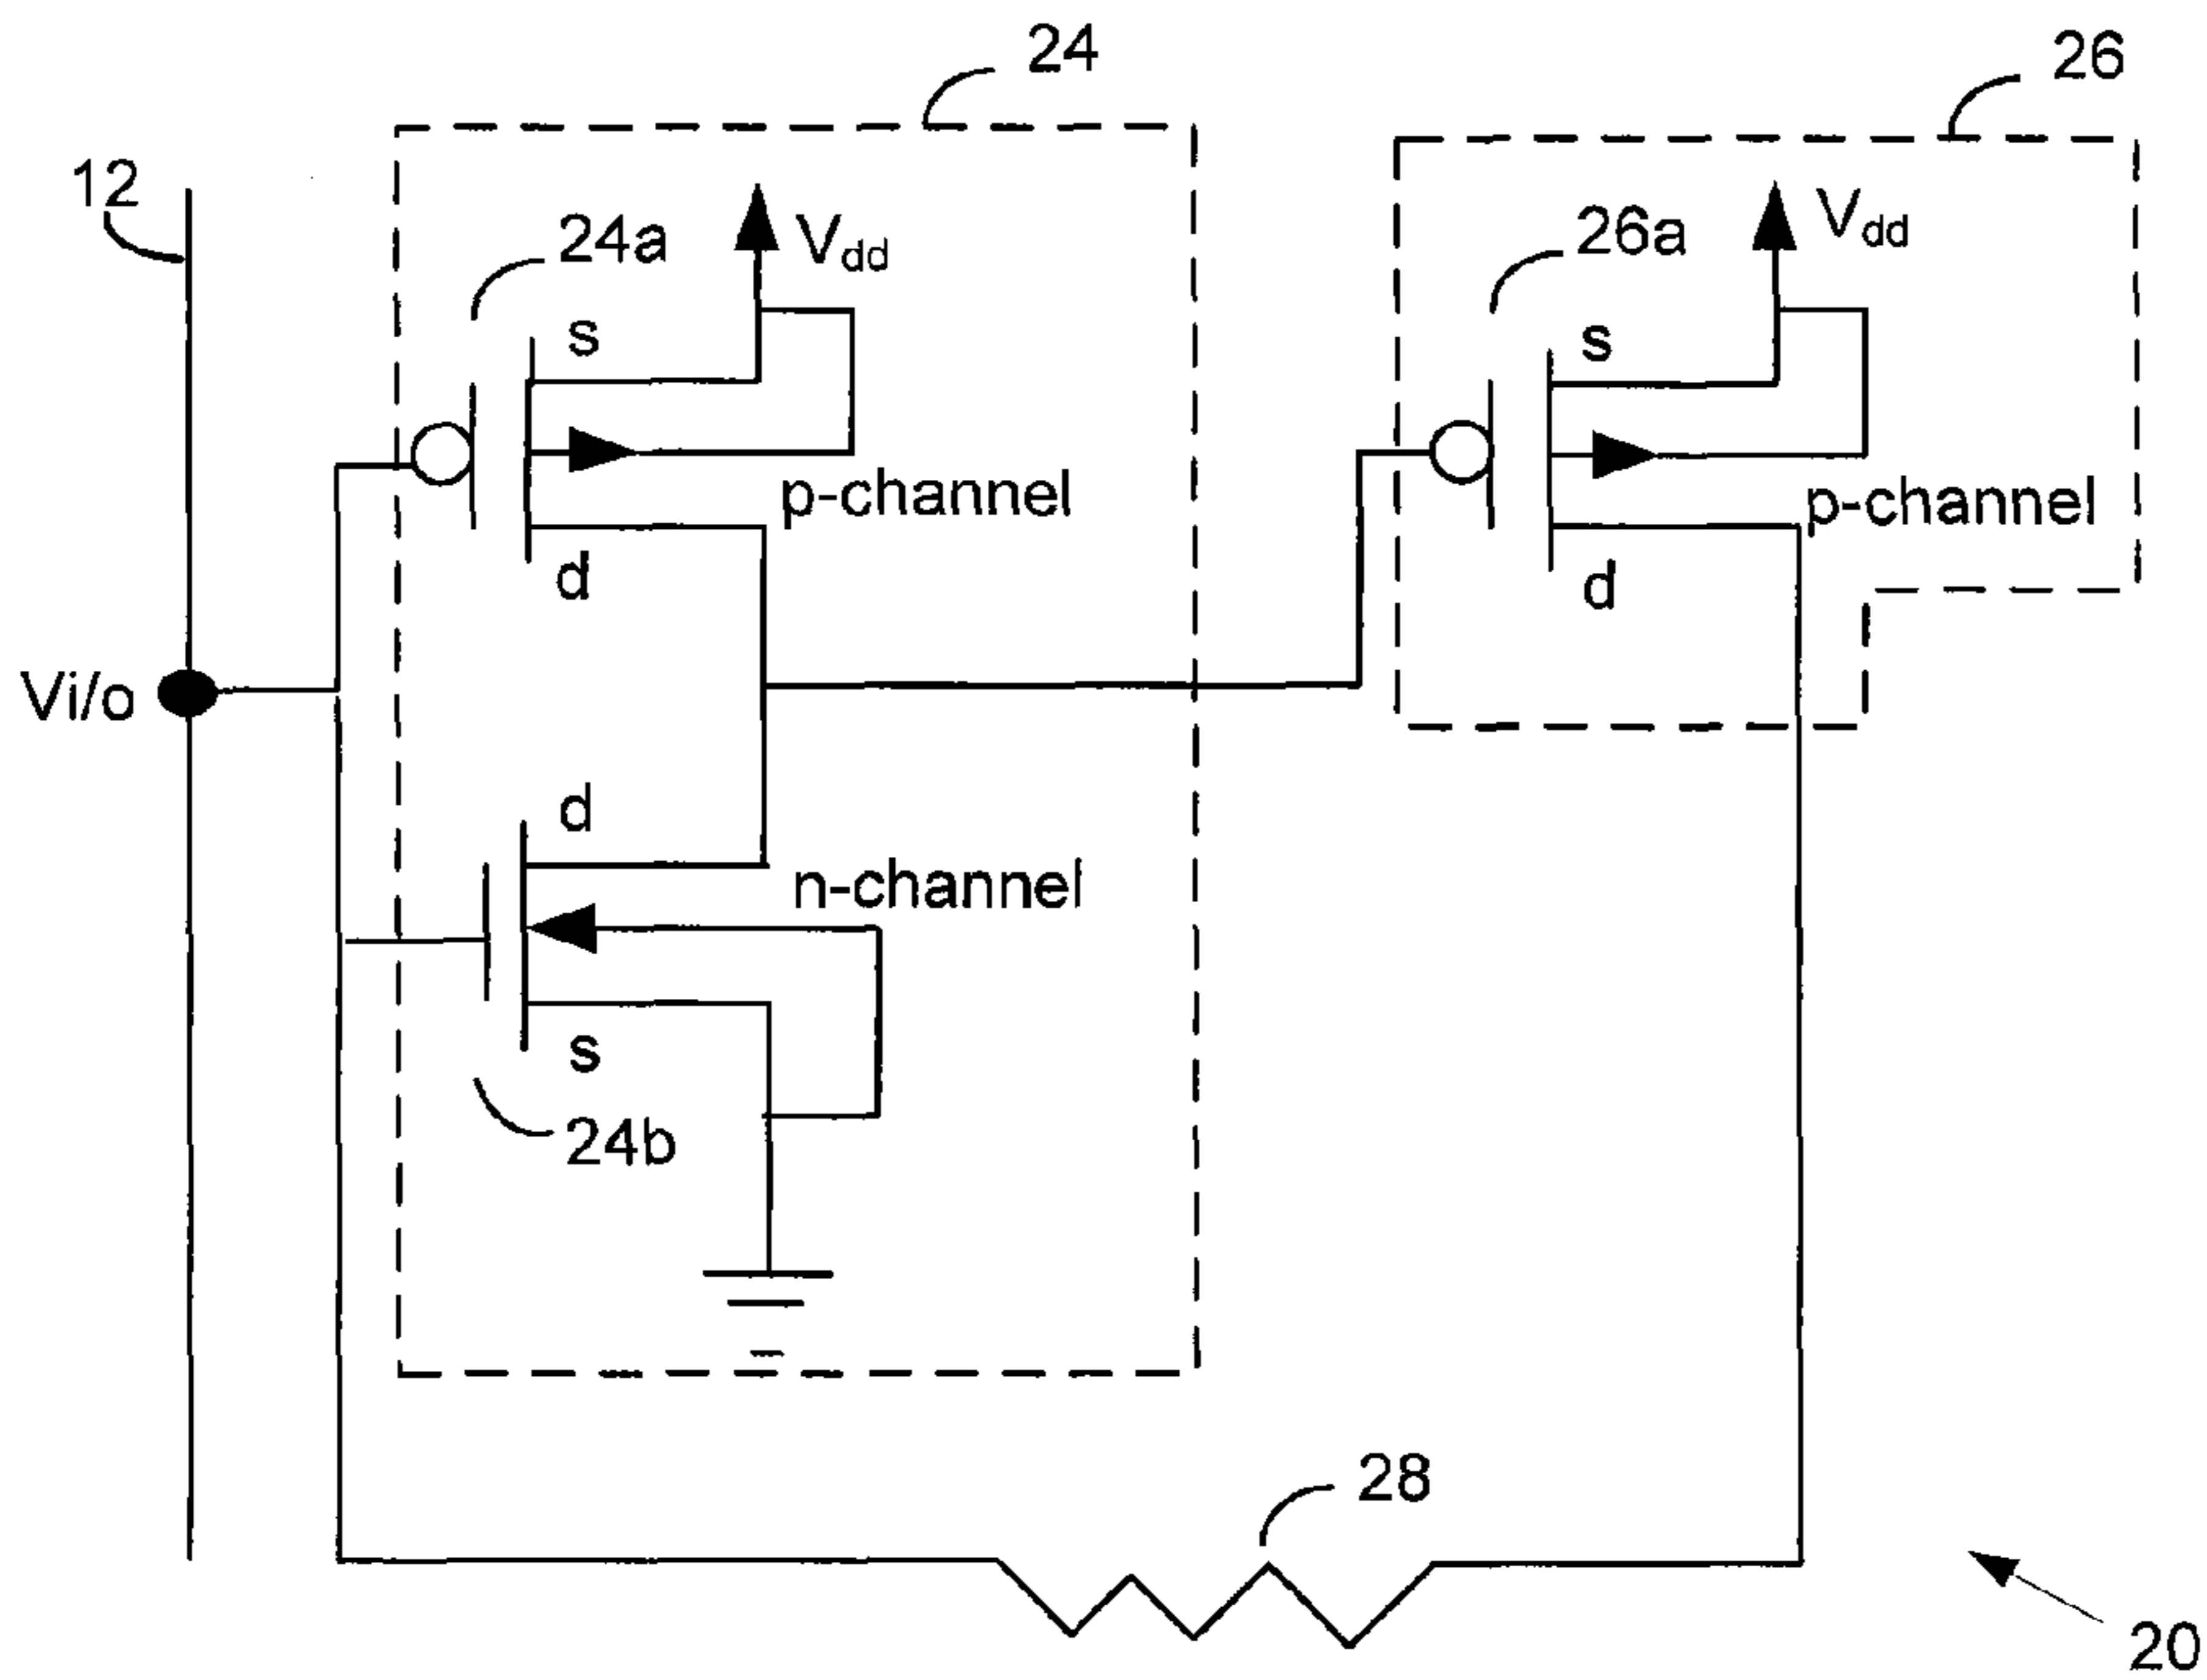 24
26
12
24a
Vdd
26a
Vdd
s
s
p-channel
p-channel
d
d
Vi/o
d
n-channel
s
24b
28
20